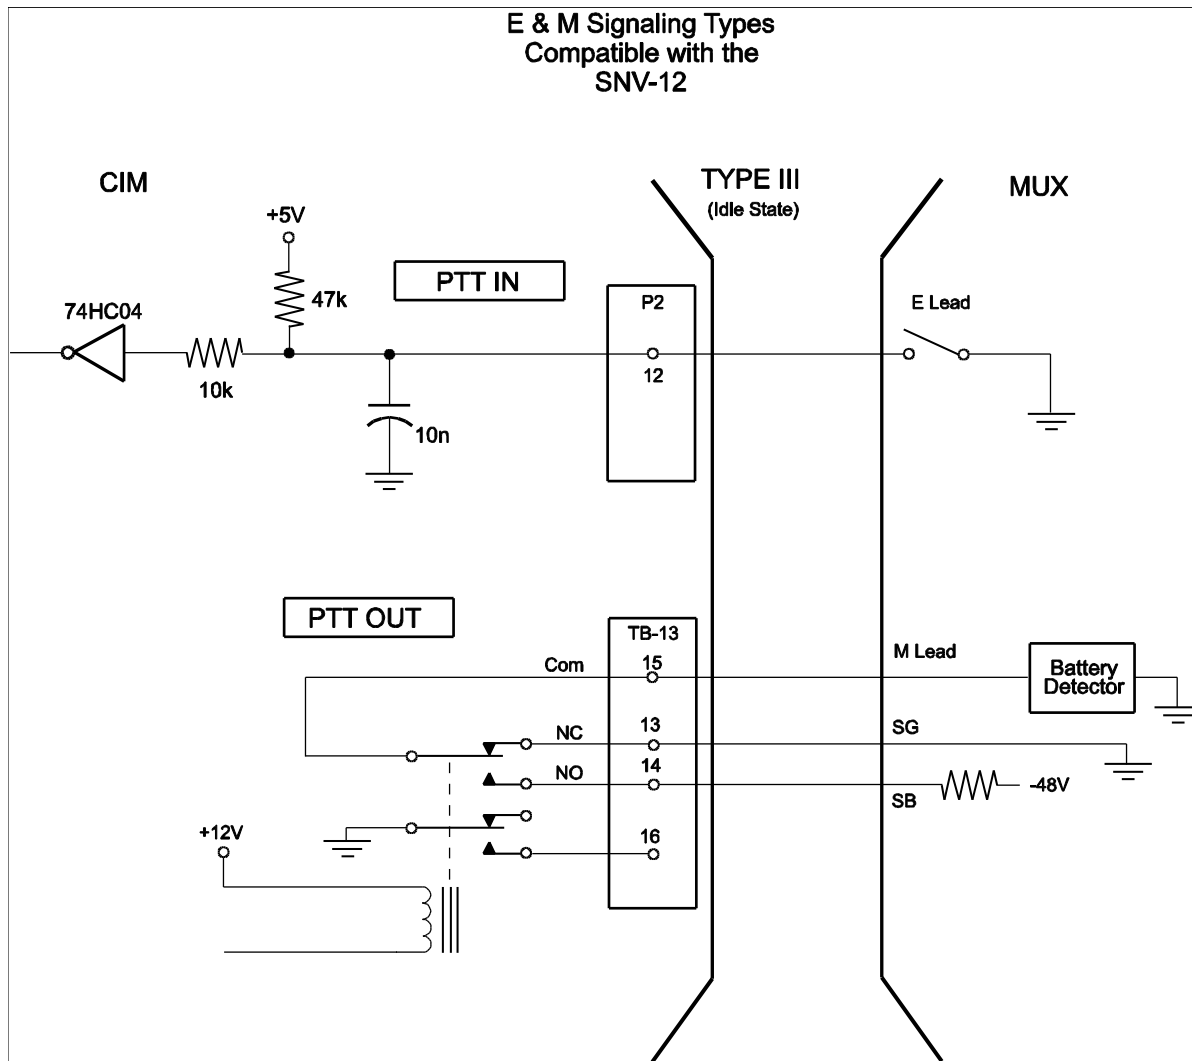 E & M Signaling Types
Compatible with the
SNV-12
CIM
TYPE III
(Idle State)
MUX
+5V
PTT IN
47k
74HC04
10k
10n
P2
12
E Lead
PTT OUT
TB-13
Com
15
M Lead
Battery
Detector
NC
13
SG
NO
14
SB
-48V
16
+12V